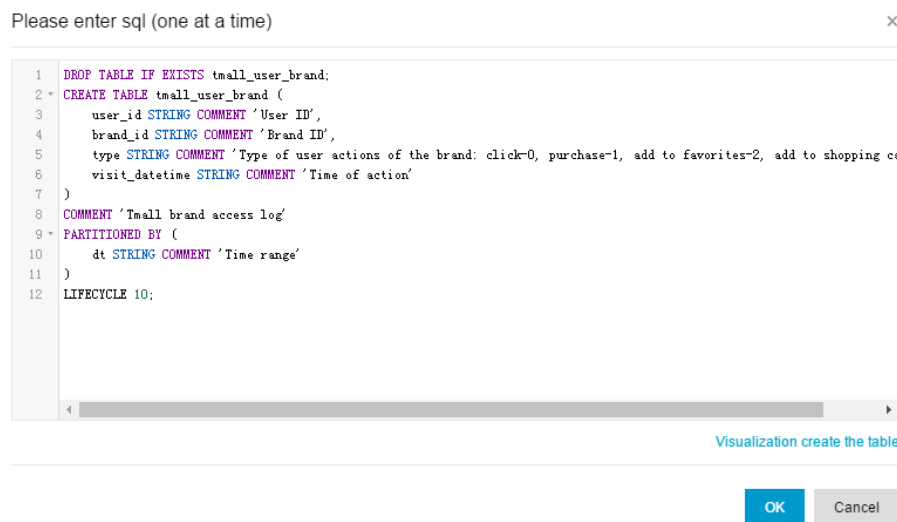 Please enter sql (one at a time) ×
1 DROP TABLE IF EXISTS tmall_user_brand;
2 CREATE TABLE tmall_user_brand (
3 user_id STRING COMMENT 'User ID',
4 brand_id STRING COMMENT 'Brand ID',
5 type STRING COMMENT 'Type of user actions of the brand: click-0, purchase-1, add to favorites-2, add to shopping
6 visit_datetime STRING COMMENT 'Time of action'
7 )
8 COMMENT 'Tmall brand access log'
9 PARTITIONED BY (
10 dt STRING COMMENT 'Time range'
11 )
12 LIFECYCLE 10;
Visualization create the table
OK Cancel